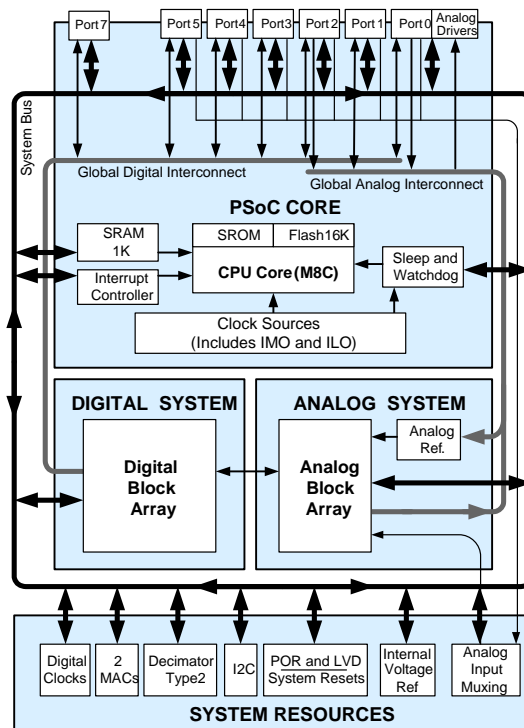 Port 7
Port 5
Port 4
Port 3
Port 2
Port 1
Port 0
Analog
Drivers
System Bus
Global Digital Interconnect
Global Analog Interconnect
PSoC CORE
SRAM
1K
SROM
Flash16K
CPU Core (M8C)
Interrupt
Controller
Sleep and
Watchdog
Clock Sources
(Includes IMO and ILO)
DIGITAL SYSTEM
ANALOG SYSTEM
Digital
Block
Array
Analog
Block
Array
Analog
Ref.
Digital
Clocks
2
MACs
Decimator
Type2
I2C
POR and LVD
System Resets
Internal
Voltage
Ref
Analog
Input
Muxing
SYSTEM RESOURCES